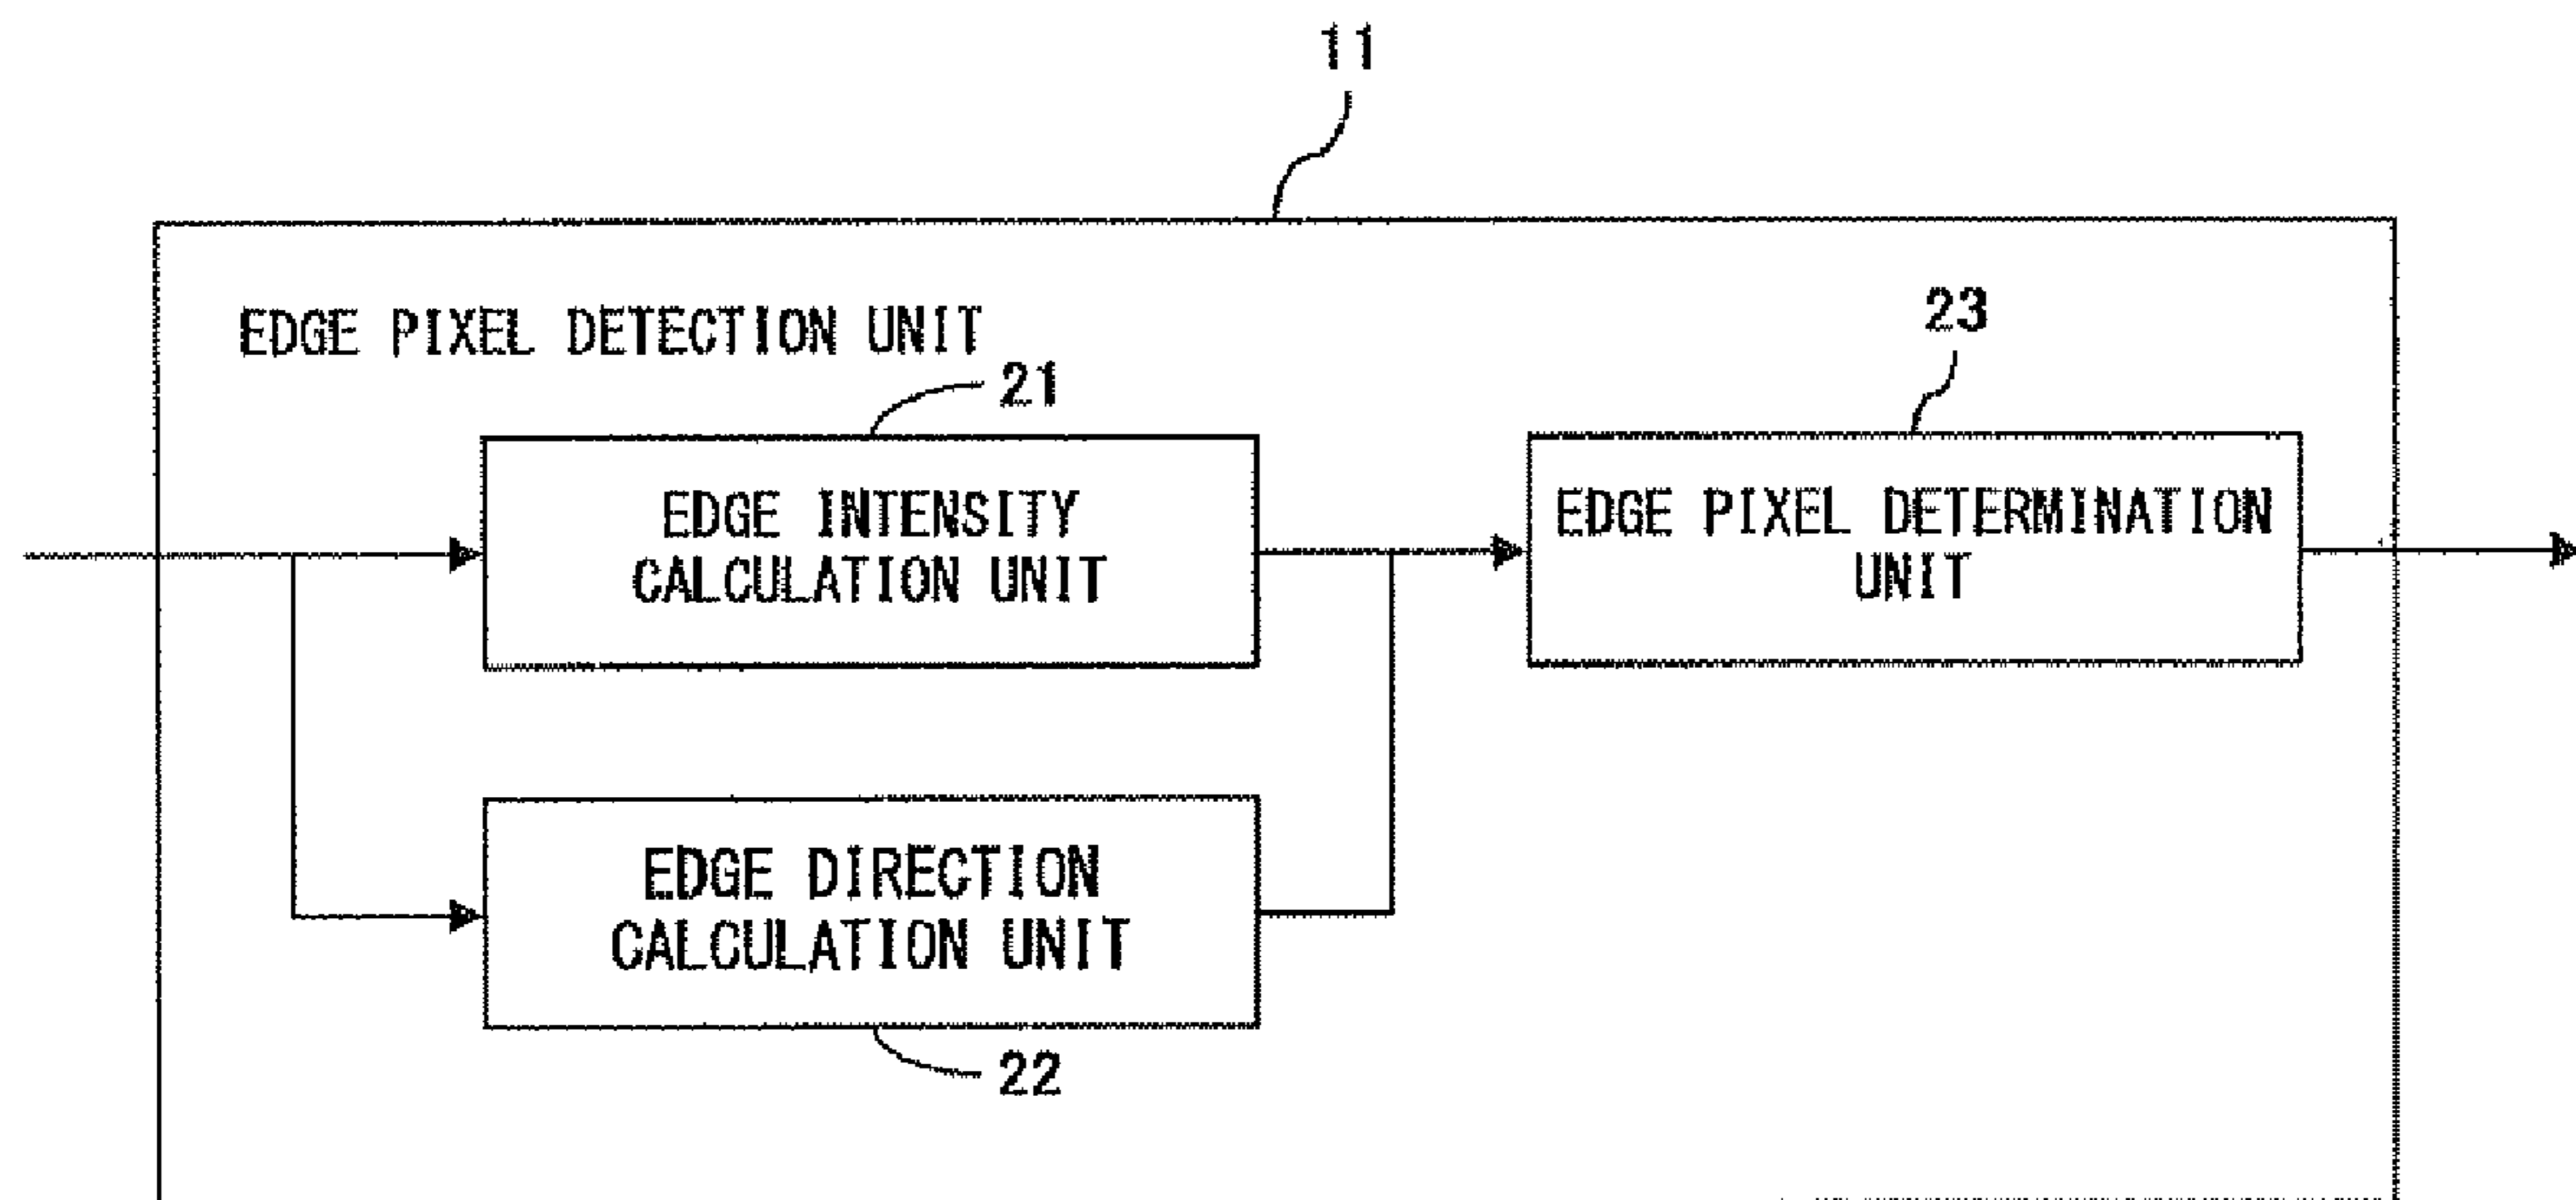 11
EDGE PIXEL DETECTION UNIT
21
23
EDGE INTENSITY
CALCULATION UNIT
EDGE PIXEL DETERMINATION
UNIT
EDGE DIRECTION
CALCULATION UNIT
22